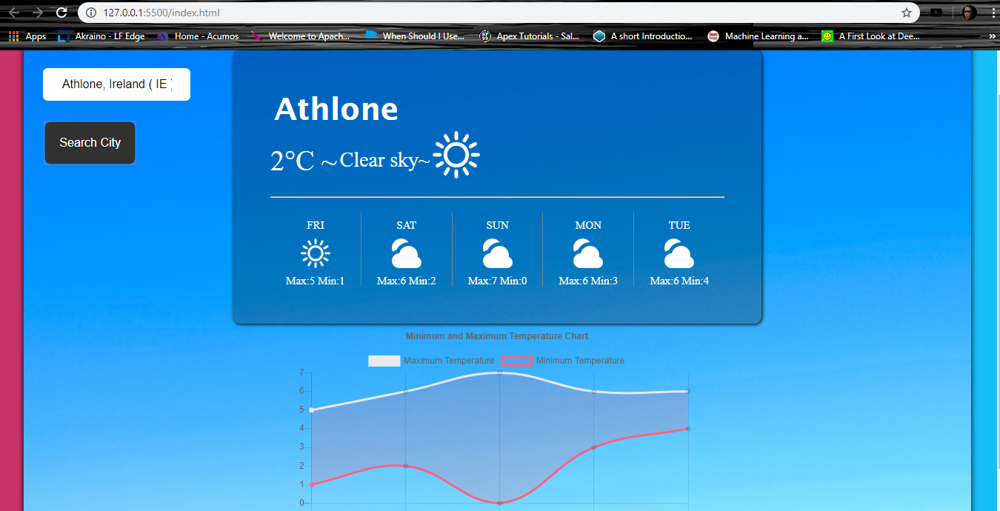 127.0.0.1:5500/index.html
Apps Akraino - LF Edge Home - Acumos Welcome to Apach... When Should I Use... Apex Tutorials - Sal... A short Introductio... Machine Learning a... A First Look at Dee... »
Athlone, Ireland ( IE )
Search City
Athlone
2°C ~Clear sky~
FRI SAT SUN MON TUE
Max:5 Min:1 Max:6 Min:2 Max:7 Min:0 Max:6 Min:3 Max:6 Min:4
Minimum and Maximum Temperature Chart
Maximum Temperature Minimum Temperature
7
6
5
4
3
2
1
0